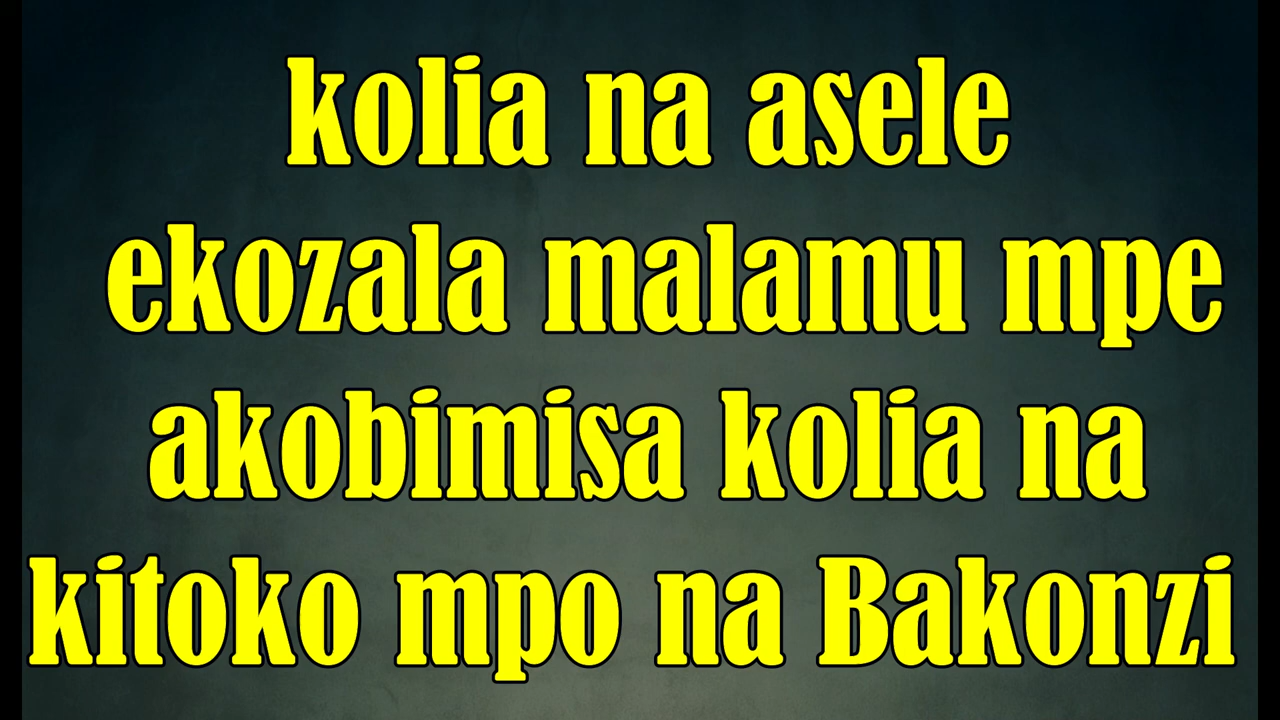 kolia na asele
ekozala malamu mpe
akobimisa kolia na
kitoko mpo na Bakonzi